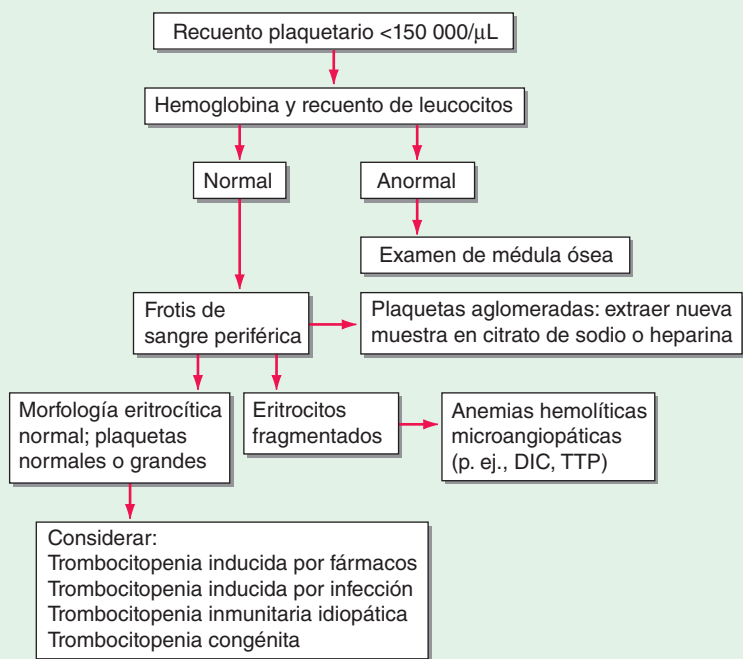 Recuento plaquetario <150 000/μL
Hemoglobina y recuento de leucocitos
Normal
Anormal
Examen de médula ósea
Frotis de
sangre periférica
Plaquetas aglomeradas: extraer nueva
muestra en citrato de sodio o heparina
Morfología eritrocítica
normal; plaquetas
normales o grandes
Eritrocitos
fragmentados
Anemias hemolíticas
microangiopáticas
(p. ej., DIC, TTP)
Considerar:
Trombocitopenia inducida por fármacos
Trombocitopenia inducida por infección
Trombocitopenia inmunitaria idiopática
Trombocitopenia congénita